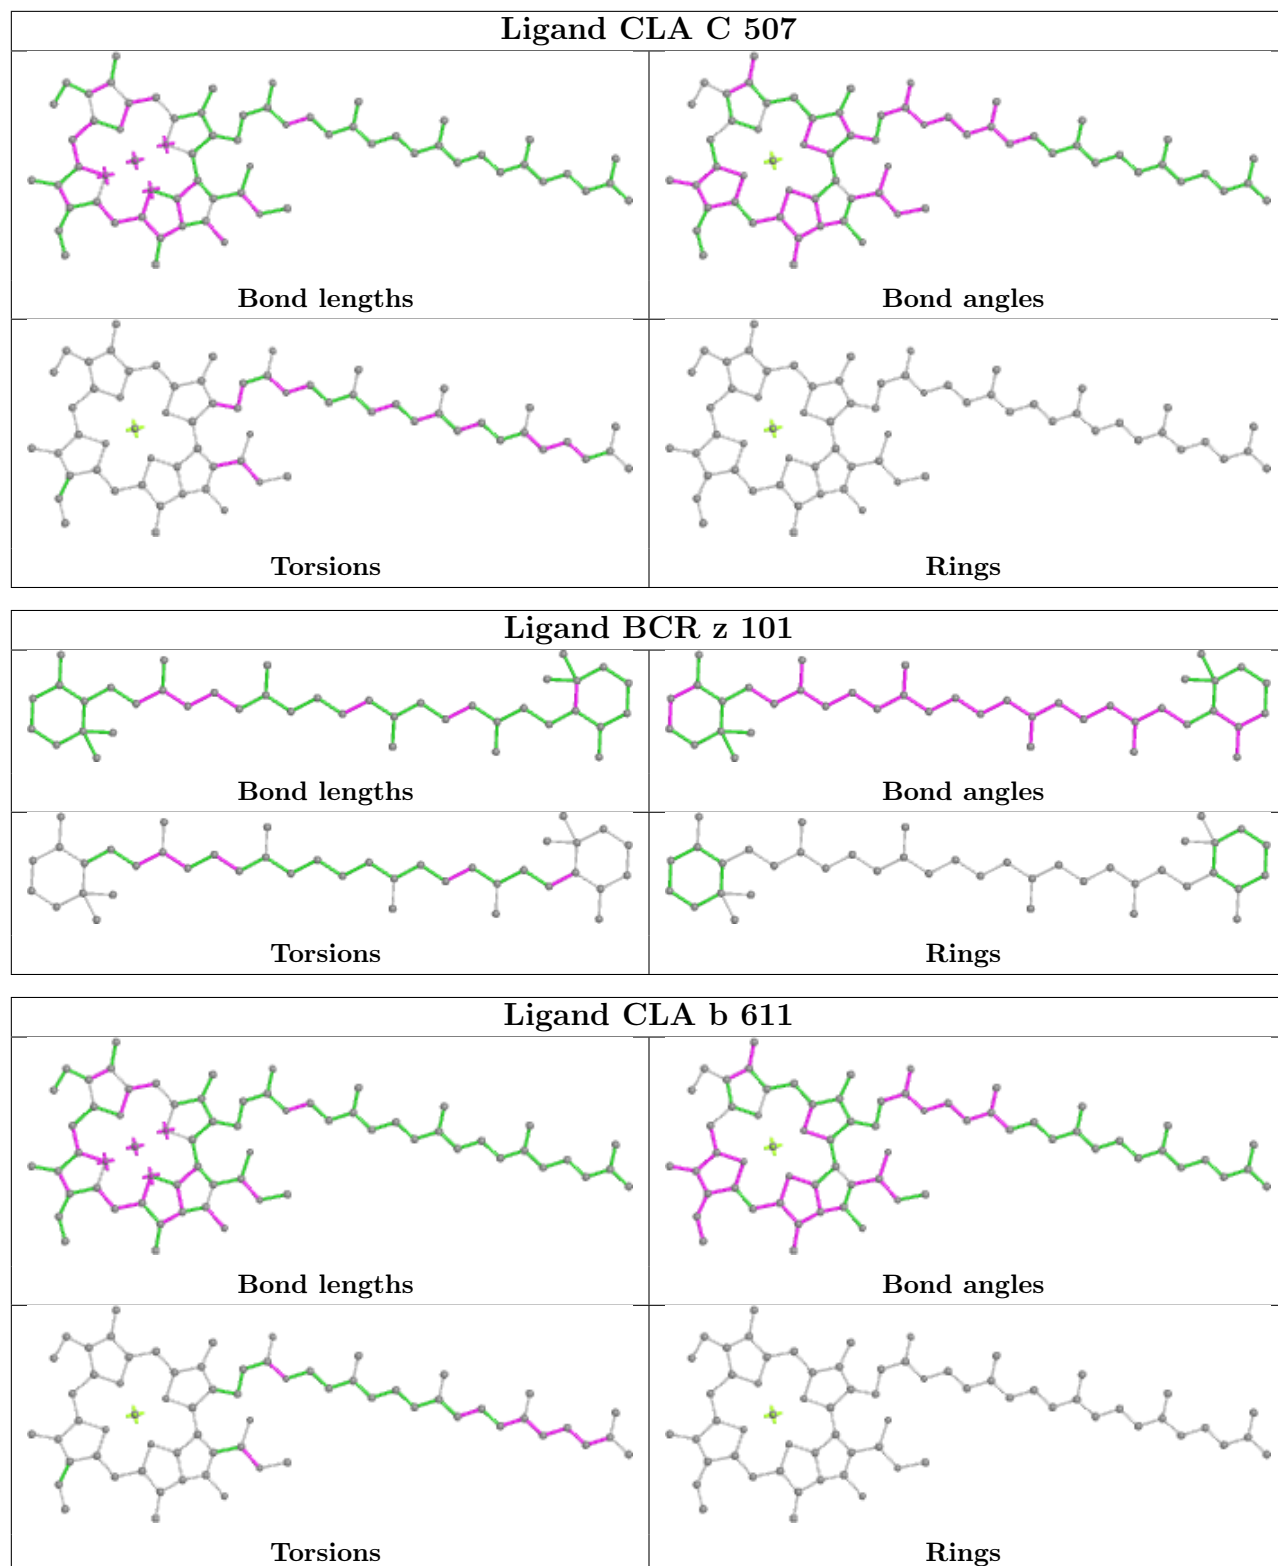 Ligand CLA C 507
Bond lengths
Bond angles
Torsions
Rings
Ligand BCR z 101
Bond lengths
Bond angles
Torsions
Rings
Ligand CLA b 611
Bond lengths
Bond angles
Torsions
Rings